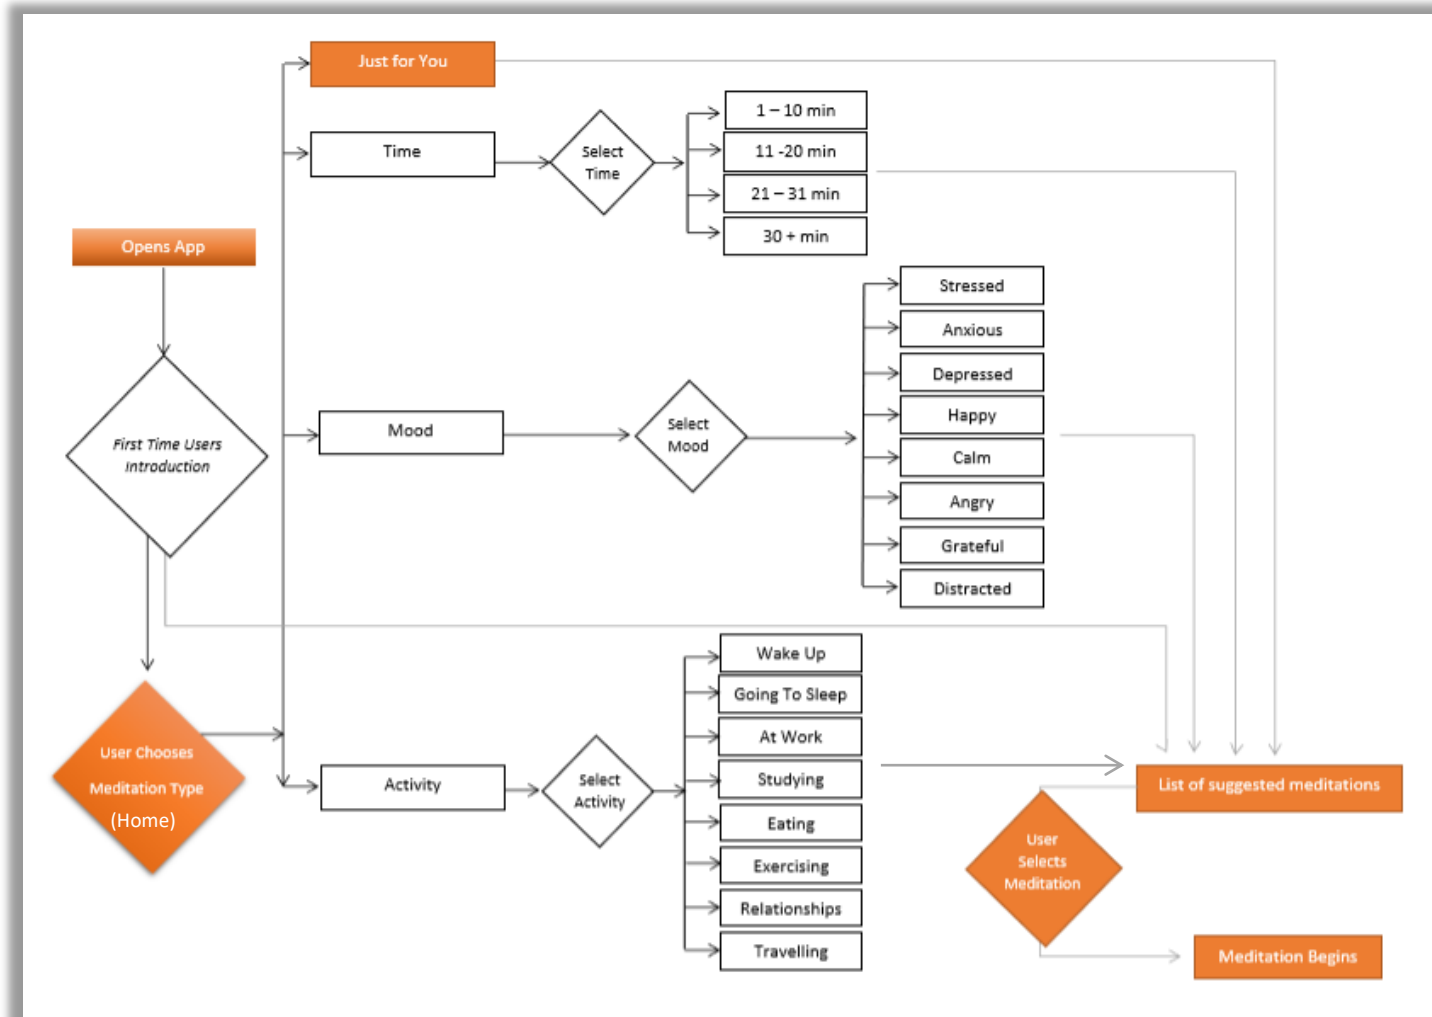 Just for You
Time
Select
Time
1 – 10 min
11 -20 min
21 – 31 min
30 + min
Opens App
First Time Users
Introduction
Mood
Select
Mood
Stressed
Anxious
Depressed
Happy
Calm
Angry
Grateful
Distracted
User Chooses
Meditation Type
(Home)
Activity
Select
Activity
Wake Up
Going To Sleep
At Work
Studying
Eating
Exercising
Relationships
Travelling
List of suggested meditations
User
Selects
Meditation
Meditation Begins